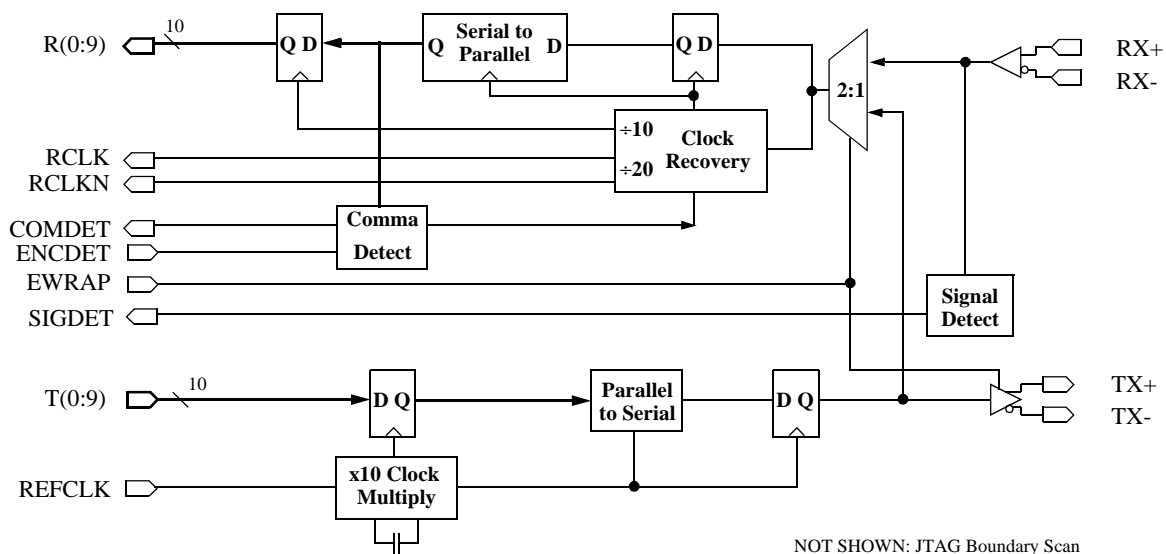 10
R(0:9)
Q D
Q
Serial to
Parallel
D
Q D
2:1
RX+
RX-
÷10
Clock
Recovery
÷20
RCLK
RCLKN
COMDET
Comma
Detect
ENCDET
EWRAP
SIGDET
Signal
Detect
T(0:9)
10
D Q
Parallel
to Serial
D Q
TX+
TX-
REFCLK
x10 Clock
Multiply
NOT SHOWN: JTAG Boundary Scan